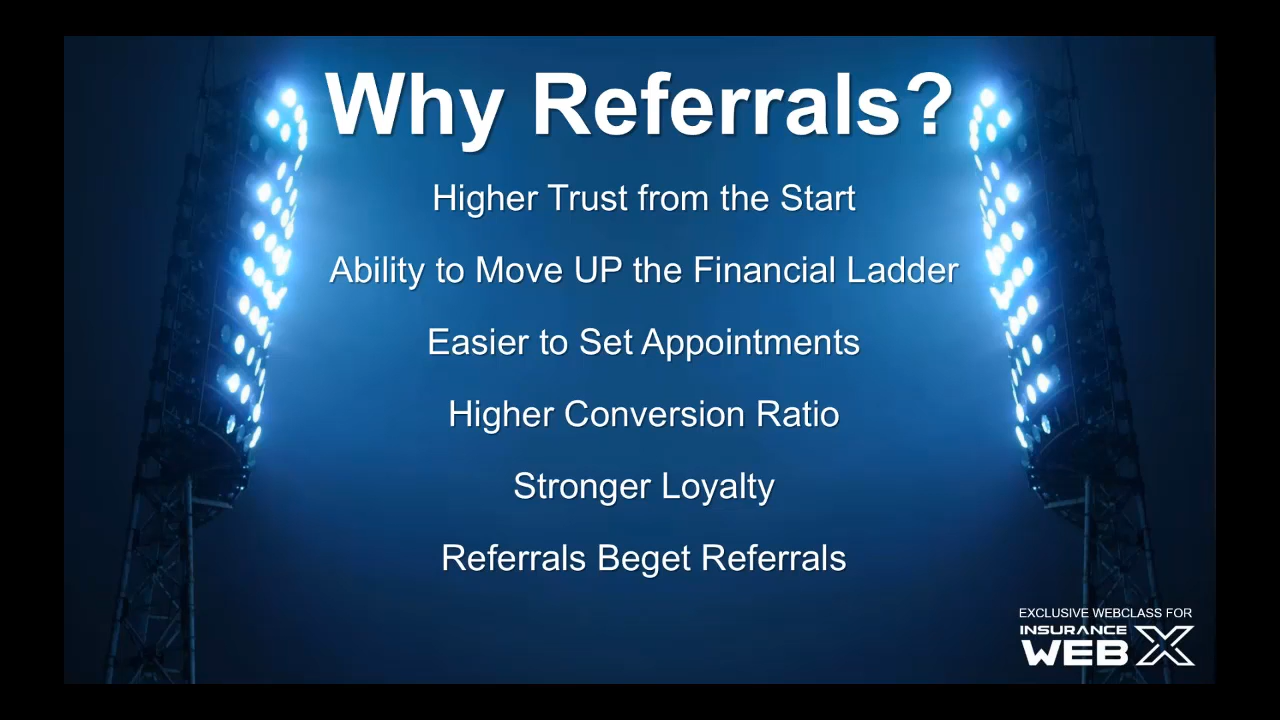 Why Referrals?
Higher Trust from the Start
Ability to Move UP the Financial Ladder
Easier to Set Appointments
Higher Conversion Ratio
Stronger Loyalty
Referrals Beget Referrals
EXCLUSIVE WEBCLASS FOR
INSURANCE
WEB X